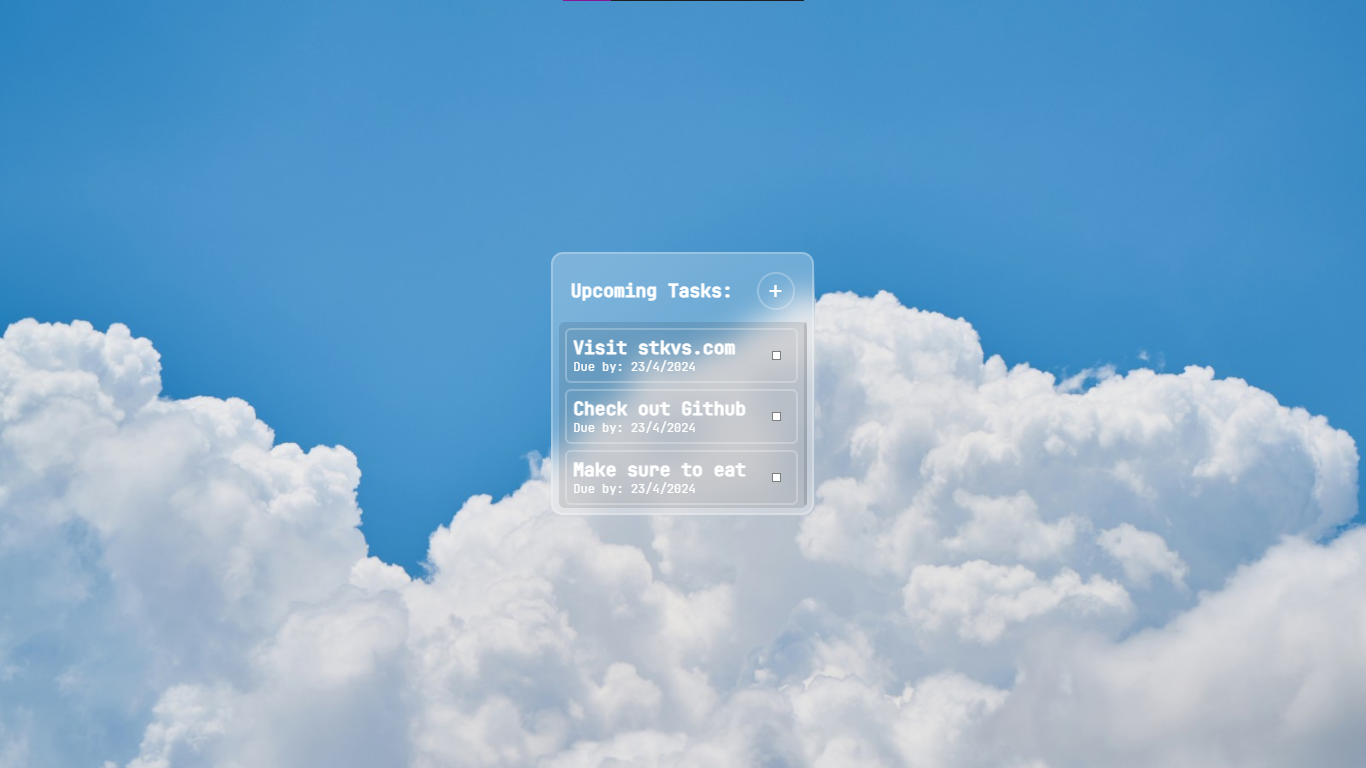 Upcoming Tasks:
+
Visit stkvs.com
Due by: 23/4/2024
Check out Github
Due by: 23/4/2024
Make sure to eat
Due by: 23/4/2024